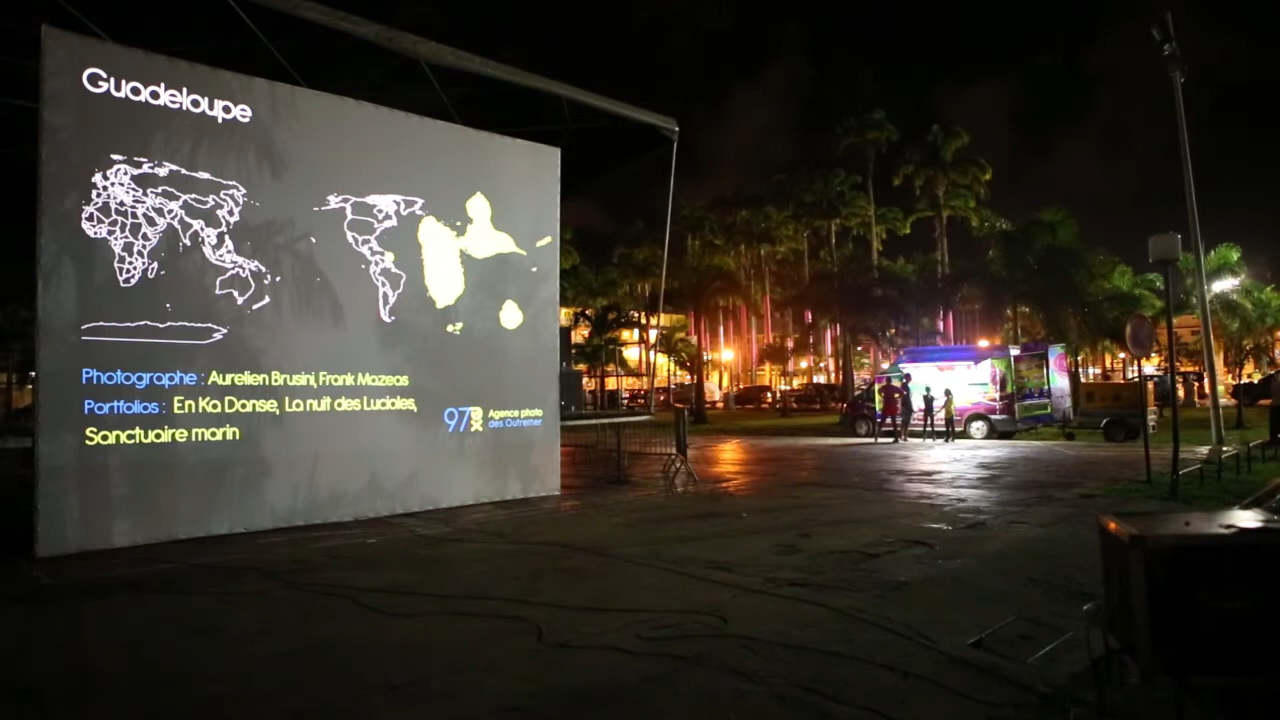 Guadeloupe
Photographe : Aurelien Brusini, Frank Mazeas
Portfolios : En Ka Danse, La nuit des Lucioles,
Sanctuaire marin
97
Agence photo
des Outremer